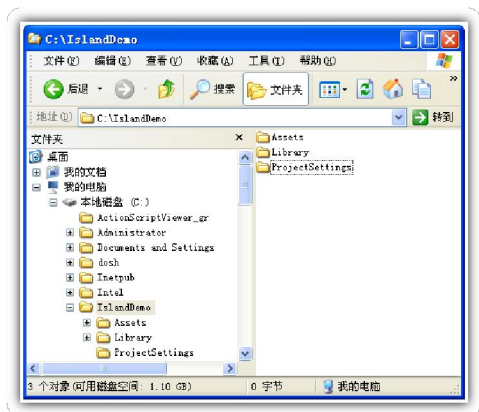 C:\IslandDemo
文件(F) 编辑(E) 查看(V) 收藏(A) 工具(T) 帮助(H)
后退 搜索 文件夹 »
地址(D) C:\IslandDemo 转到
文件夹 ×
桌面
我的文档
我的电脑
本地磁盘 (C:)
ActionScriptViewer_gr
Administrator
Documents and Settings
dosh
Inetpub
Intel
IslandDemo
Assets
Library
ProjectSettings
Assets
Library
ProjectSettings
3 个对象(可用磁盘空间: 1.10 GB) 0 字节 我的电脑